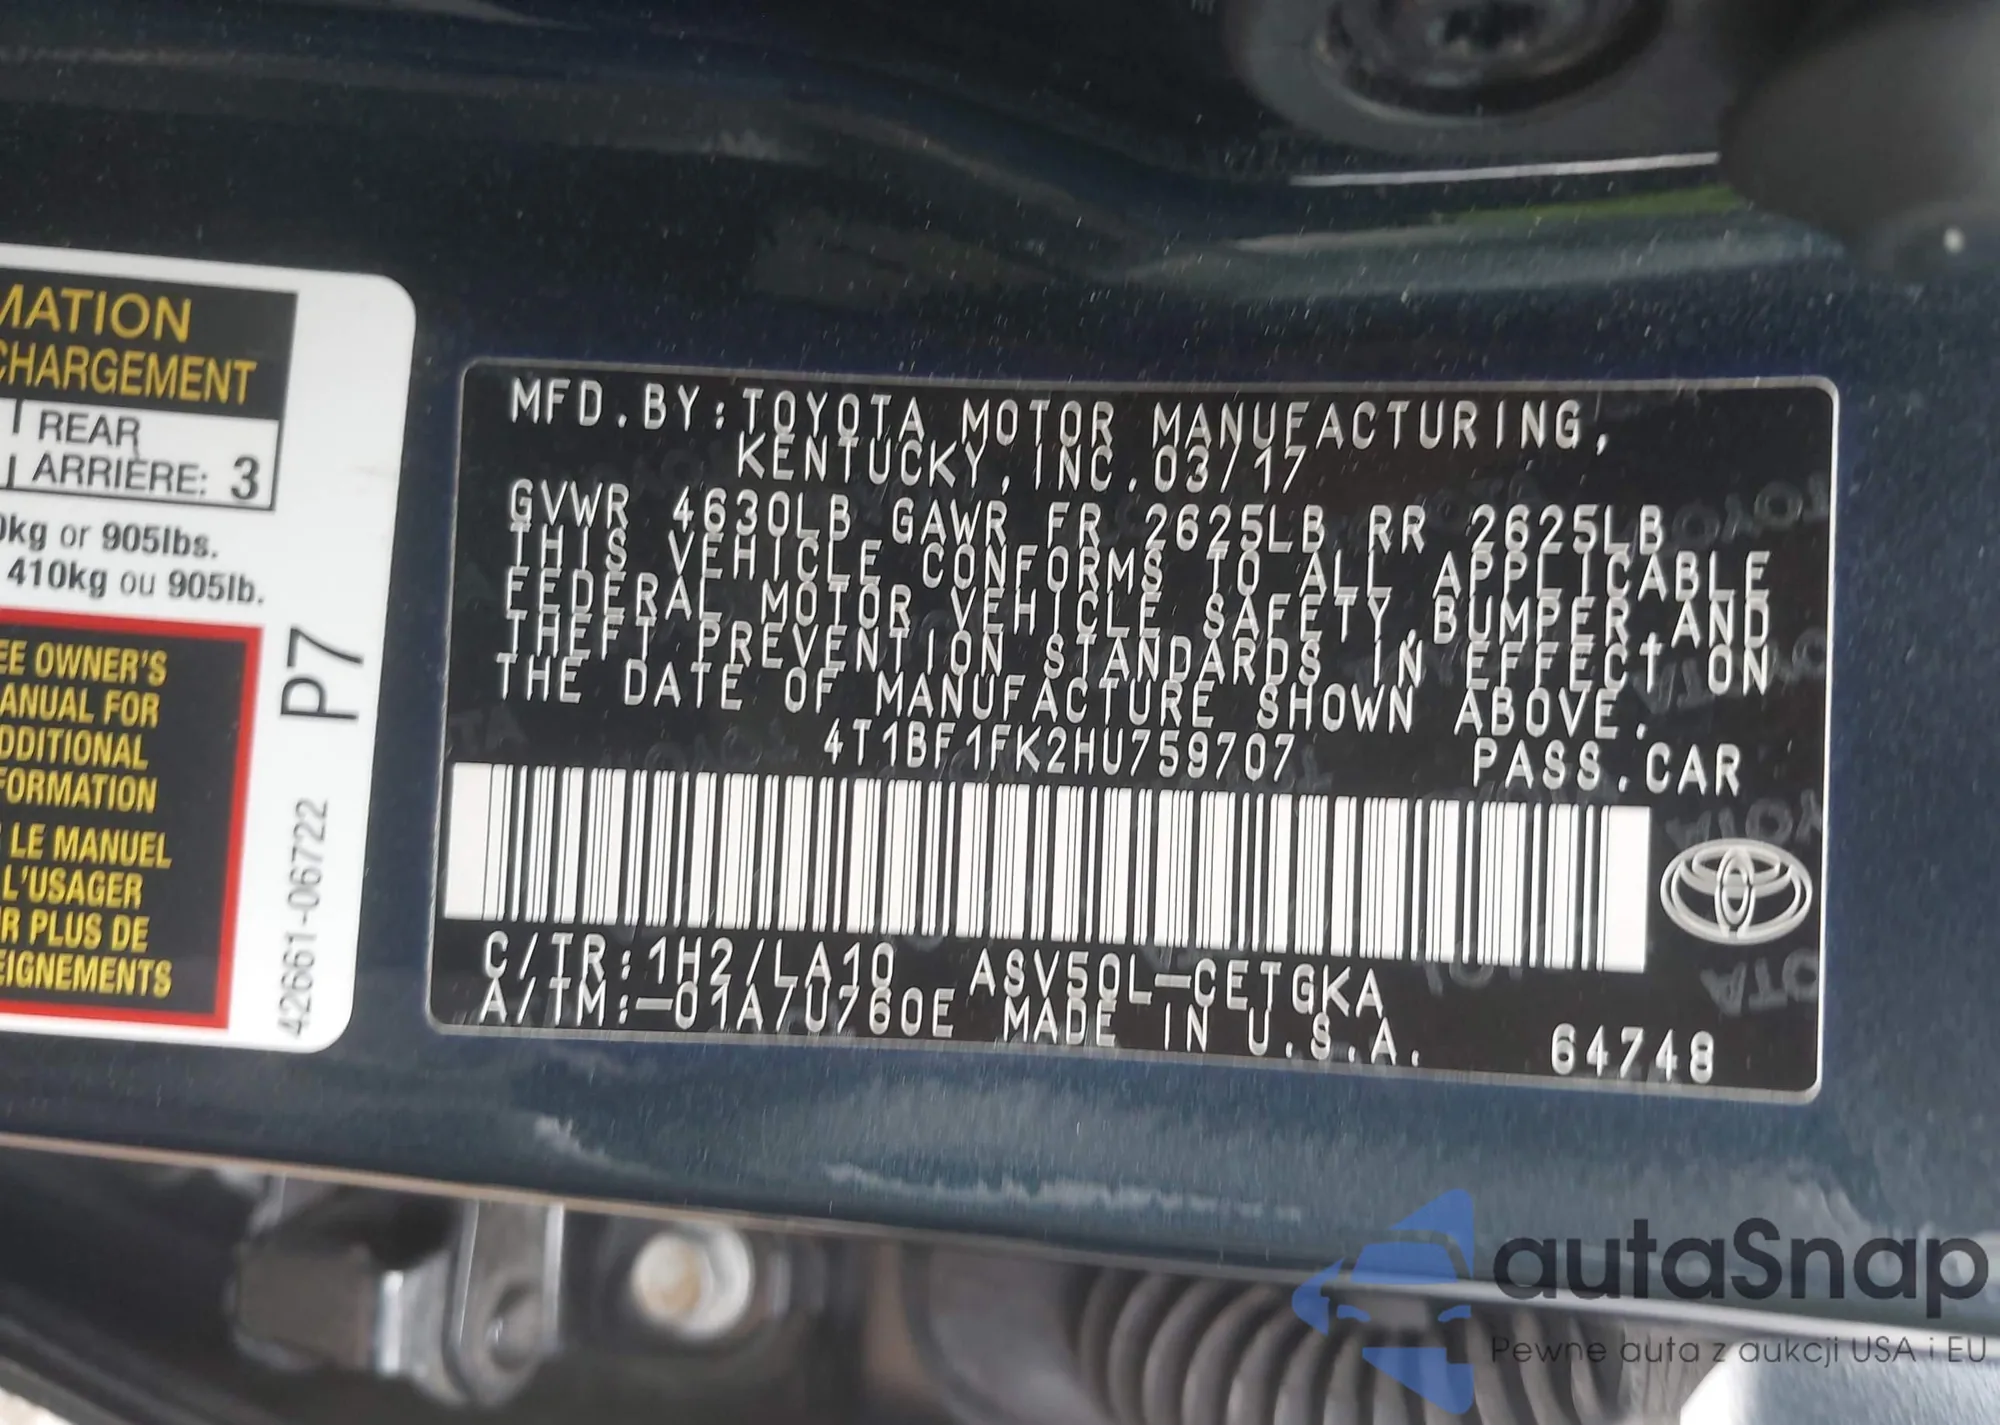 MATION
CHARGEMENT
REAR
ARRIÈRE: 3
0kg or 905lbs.
410kg ou 905lb.
EE OWNER'S
ANUAL FOR
DDITIONAL
FORMATION
LE MANUEL
L'USAGER
R PLUS DE
EIGNEMENTS
P7
42661-06722
MFD.BY:TOYOTA MOTOR MANUFACTURING,
KENTUCKY,INC.03/17
GVWR 4630LB GAWR FR 2625LB RR 2625LB
THIS VEHICLE CONFORMS TO ALL APPLICABLE
FEDERAL MOTOR VEHICLE SAFETY,BUMPER,AND
THEFT PREVENTION STANDARDS IN EFFECT ON
THE DATE OF MANUFACTURE SHOWN ABOVE.
4T1BF1FK2HU759707 PASS.CAR
C/TR:1H2/LA10 ASV50L-CETGKA
A/TM:-01A/U760E MADE IN U.S.A. 64748
autaSnap
Pewne auta z aukcji USA i EU